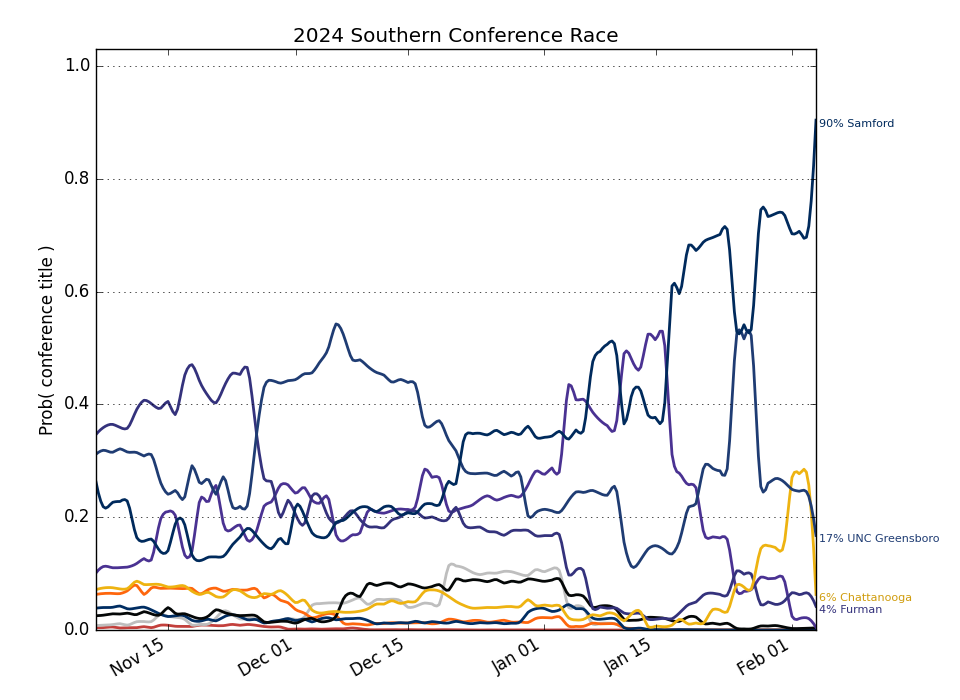 2024 Southern Conference Race
1.0
90% Samford
0.8
0.6
Prob( conference title )
0.4
0.2
17% UNC Greensboro
6% Chattanooga
4% Furman
0.0
Nov 15
Dec 01
Dec 15
Jan 01
Jan 15
Feb 01